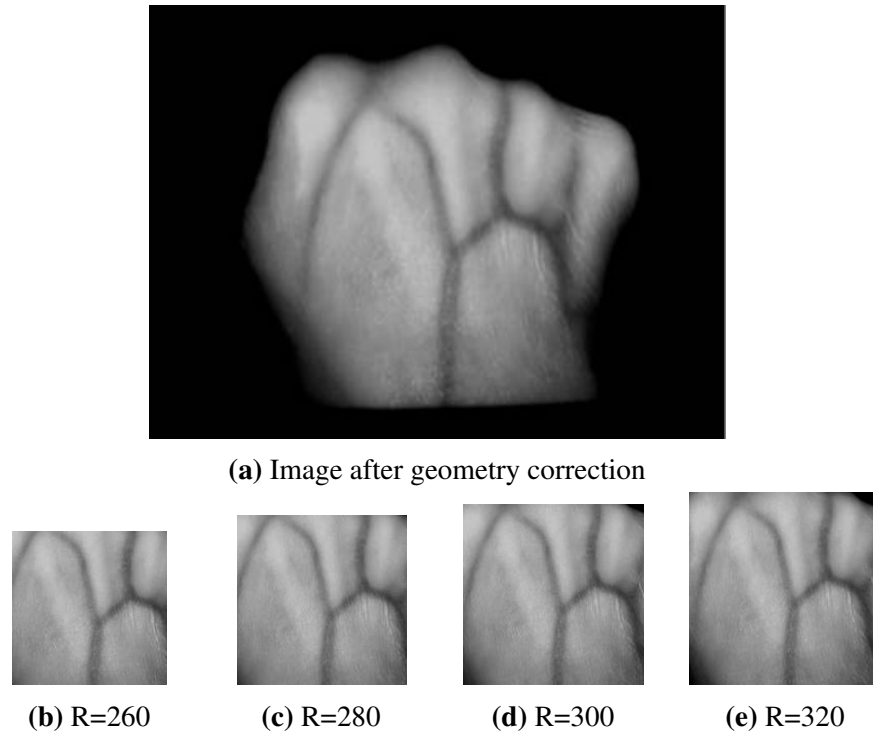 (a) Image after geometry correction
(b) R=260
(c) R=280
(d) R=300
(e) R=320